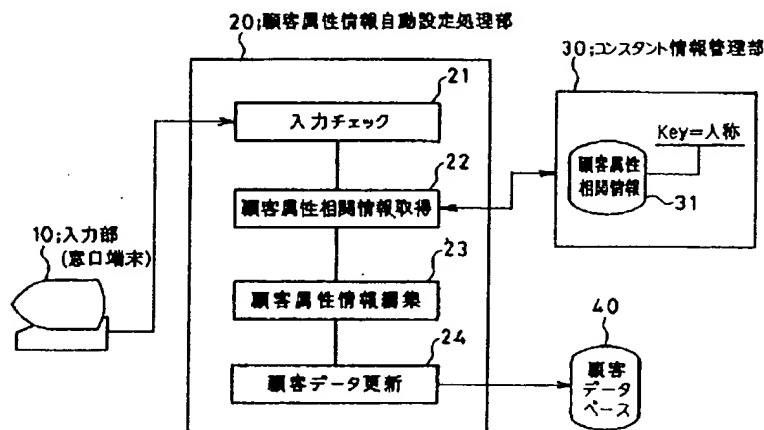 20;顧客属性情報自動設定処理部
30;コンスタント情報管理部
21
入力チェック
Key=人称
22
顧客属性
相関情報
31
顧客属性相関情報取得
10;入力部
(窓口端末)
23
顧客属性情報編集
24
顧客データ更新
40
顧客
データ
ベース